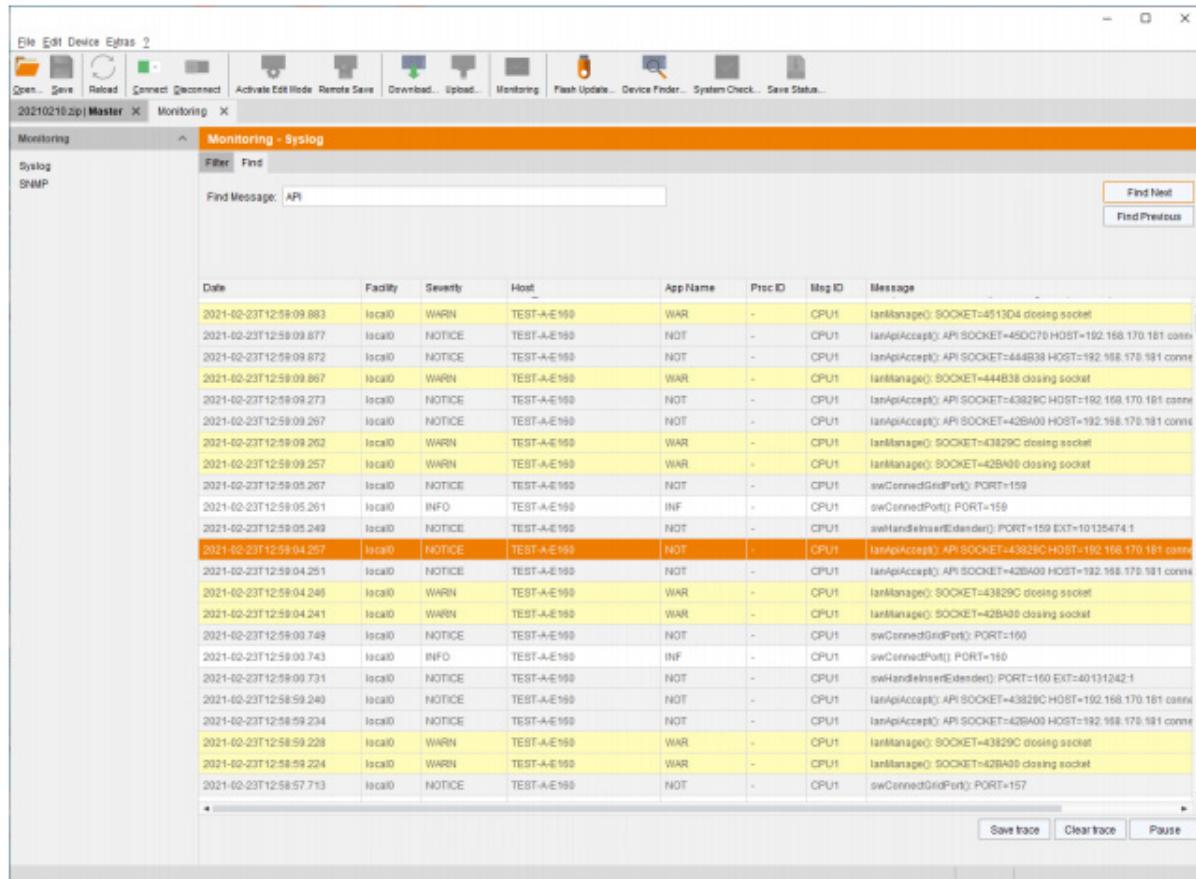 File Edit Device Extras ?
Open... Save Reload Connect Disconnect Activate Edit Mode Remote Save Download... Upload... Monitoring Flash Update... Device Finder... System Check... Save Status...
20210210.zip | Master X Monitoring X
Monitoring
Monitoring - Syslog
Syslog
SNMP
Filter Find
Find Message: API
Find Next
Find Previous
Date Facility Severity Host App Name Proc ID Msg ID Message
2021-02-23T12:59:09.883 local0 WARN TEST-A-E160 WAR - CPU1 lanManage(): SOCKET=4513D4 closing socket
2021-02-23T12:59:09.877 local0 NOTICE TEST-A-E160 NOT - CPU1 lanApiAccept(): API SOCKET=45DC70 HOST=192.168.170.181 conn
2021-02-23T12:59:09.872 local0 NOTICE TEST-A-E160 NOT - CPU1 lanApiAccept(): API SOCKET=444B38 HOST=192.168.170.181 conne
2021-02-23T12:59:09.867 local0 WARN TEST-A-E160 WAR - CPU1 lanManage(): SOCKET=444B38 closing socket
2021-02-23T12:59:09.273 local0 NOTICE TEST-A-E160 NOT - CPU1 lanApiAccept(): API SOCKET=43829C HOST=192.168.170.181 conne
2021-02-23T12:59:09.267 local0 NOTICE TEST-A-E160 NOT - CPU1 lanApiAccept(): API SOCKET=42BA00 HOST=192.168.170.181 conne
2021-02-23T12:59:09.262 local0 WARN TEST-A-E160 WAR - CPU1 lanManage(): SOCKET=43829C closing socket
2021-02-23T12:59:09.257 local0 WARN TEST-A-E160 WAR - CPU1 lanManage(): SOCKET=42BA00 closing socket
2021-02-23T12:59:05.267 local0 NOTICE TEST-A-E160 NOT - CPU1 swConnectGridPort(): PORT=159
2021-02-23T12:59:05.261 local0 INFO TEST-A-E160 INF - CPU1 swConnectPort(): PORT=159
2021-02-23T12:59:05.249 local0 NOTICE TEST-A-E160 NOT - CPU1 swHandleInsertExtender(): PORT=159 EXT=10135474:1
2021-02-23T12:59:04.257 local0 NOTICE TEST-A-E160 NOT - CPU1 lanApiAccept(): API SOCKET=43829C HOST=192.168.170.181 conne
2021-02-23T12:59:04.251 local0 NOTICE TEST-A-E160 NOT - CPU1 lanApiAccept(): API SOCKET=42BA00 HOST=192.168.170.181 conne
2021-02-23T12:59:04.246 local0 WARN TEST-A-E160 WAR - CPU1 lanManage(): SOCKET=43829C closing socket
2021-02-23T12:59:04.241 local0 WARN TEST-A-E160 WAR - CPU1 lanManage(): SOCKET=42BA00 closing socket
2021-02-23T12:59:00.749 local0 NOTICE TEST-A-E160 NOT - CPU1 swConnectGridPort(): PORT=160
2021-02-23T12:59:00.743 local0 INFO TEST-A-E160 INF - CPU1 swConnectPort(): PORT=160
2021-02-23T12:59:00.731 local0 NOTICE TEST-A-E160 NOT - CPU1 swHandleInsertExtender(): PORT=160 EXT=40131242:1
2021-02-23T12:58:59.240 local0 NOTICE TEST-A-E160 NOT - CPU1 lanApiAccept(): API SOCKET=43829C HOST=192.168.170.181 conne
2021-02-23T12:58:59.234 local0 NOTICE TEST-A-E160 NOT - CPU1 lanApiAccept(): API SOCKET=42BA00 HOST=192.168.170.181 conne
2021-02-23T12:58:59.228 local0 WARN TEST-A-E160 WAR - CPU1 lanManage(): SOCKET=43829C closing socket
2021-02-23T12:58:59.224 local0 WARN TEST-A-E160 WAR - CPU1 lanManage(): SOCKET=42BA00 closing socket
2021-02-23T12:58:57.713 local0 NOTICE TEST-A-E160 NOT - CPU1 swConnectGridPort(): PORT=157
Save trace Clear trace Pause